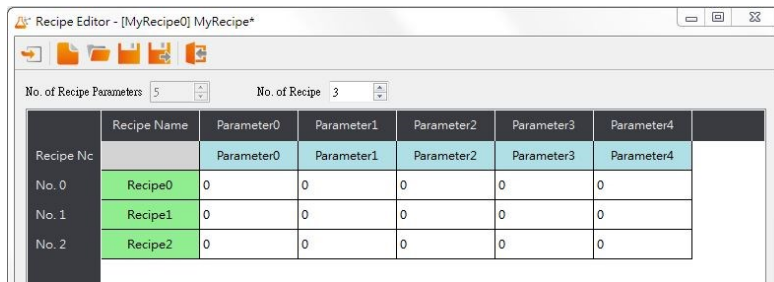 Recipe Editor - [MyRecipe0] MyRecipe*
No. of Recipe Parameters 5 No. of Recipe 3
Recipe Name Parameter0 Parameter1 Parameter2 Parameter3 Parameter4
Recipe Nc Parameter0 Parameter1 Parameter2 Parameter3 Parameter4
No. 0 Recipe0 0 0 0 0 0
No. 1 Recipe1 0 0 0 0 0
No. 2 Recipe2 0 0 0 0 0